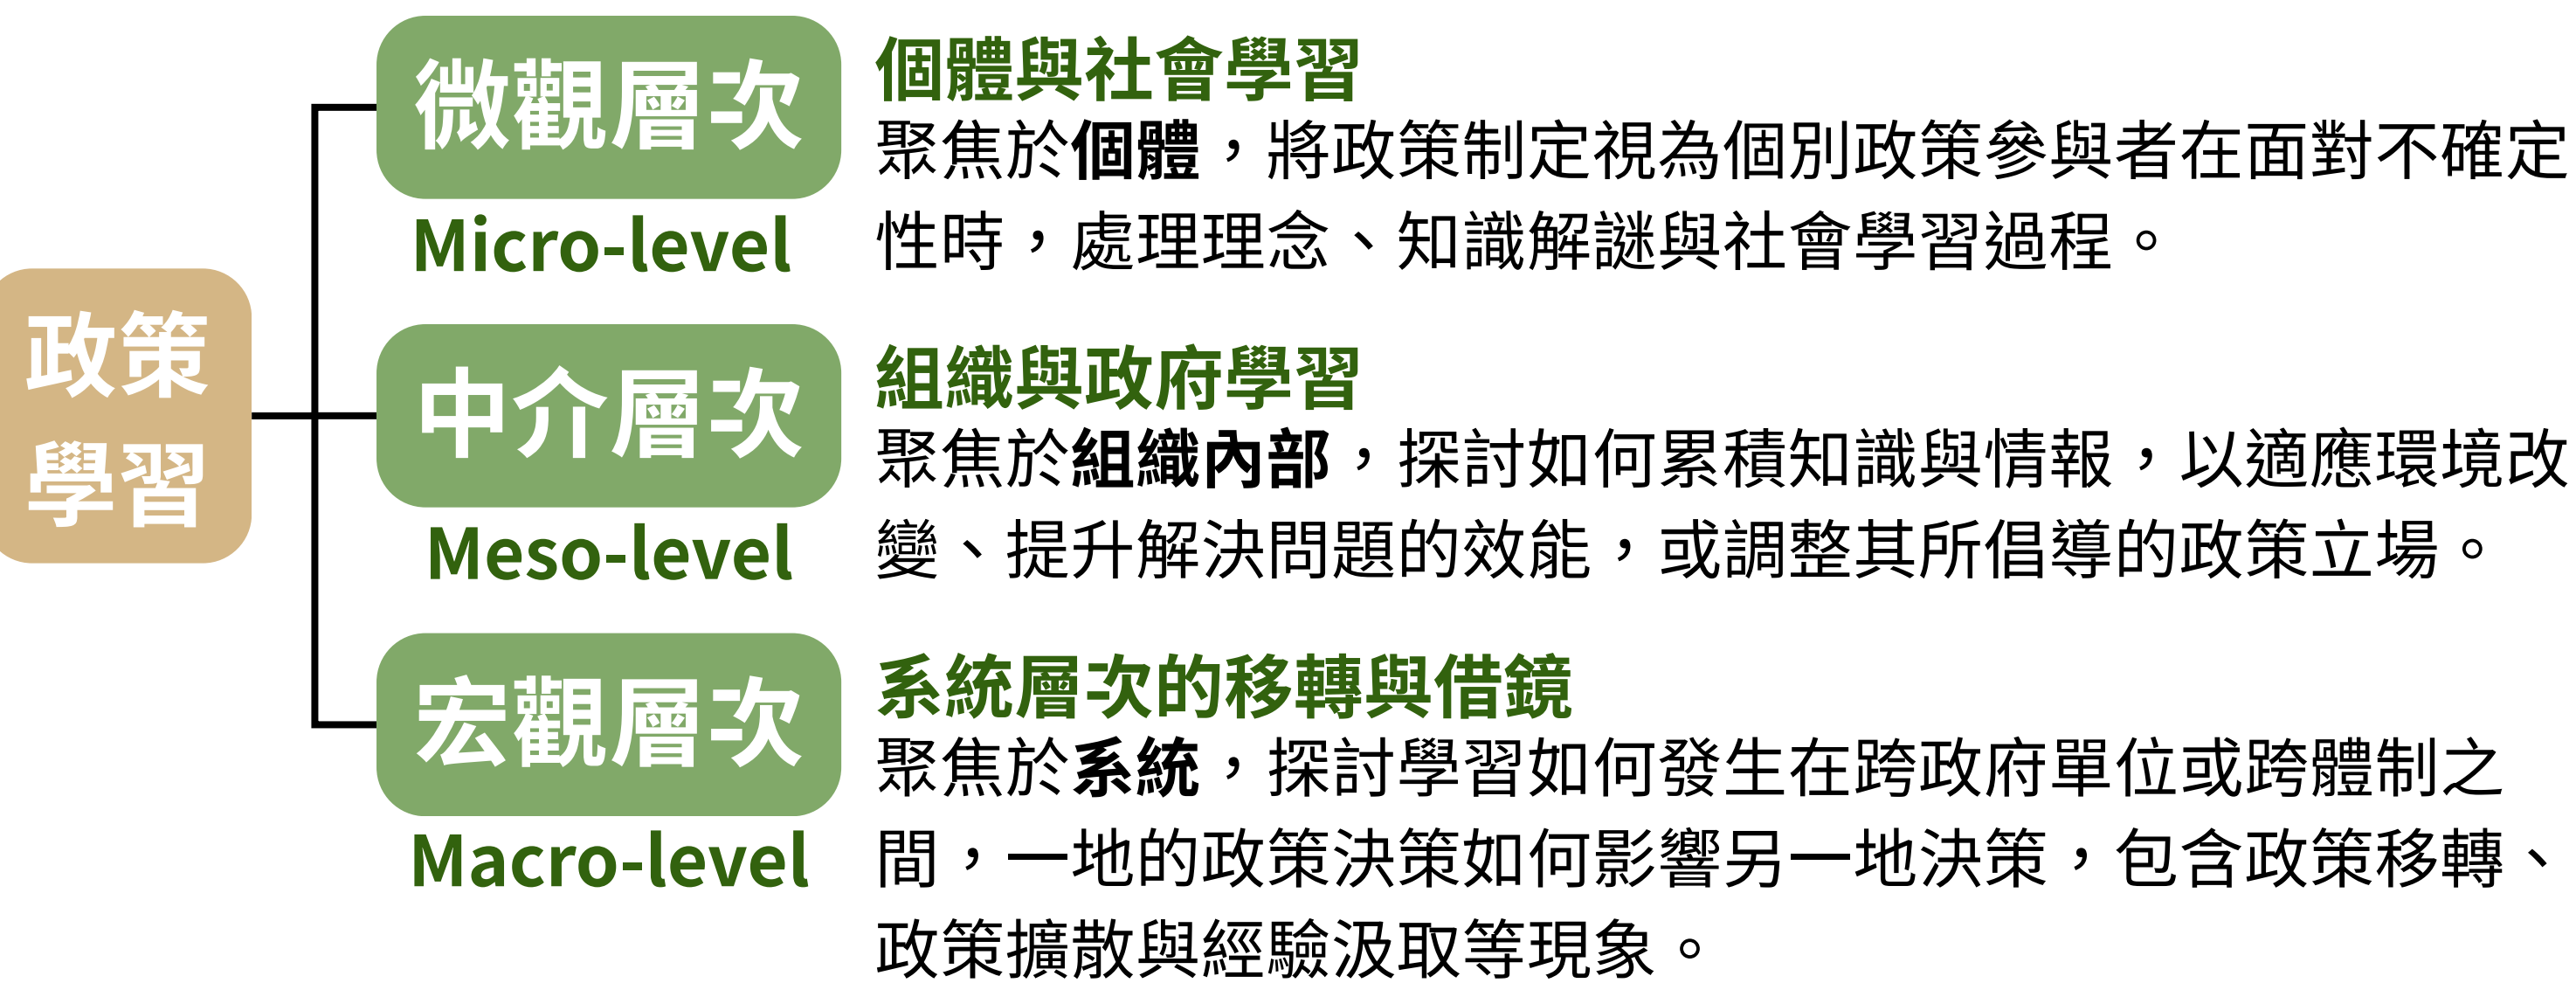 政策
學習
微觀層次
Micro-level
個體與社會學習
聚焦於個體，將政策制定視為個別政策參與者在面對不確定
性時，處理理念、知識解謎與社會學習過程。
中介層次
Meso-level
組織與政府學習
聚焦於組織內部，探討如何累積知識與情報，以適應環境改
變、提升解決問題的效能，或調整其所倡導的政策立場。
宏觀層次
Macro-level
系統層次的移轉與借鏡
聚焦於系統，探討學習如何發生在跨政府單位或跨體制之
間，一地的政策決策如何影響另一地決策，包含政策移轉、
政策擴散與經驗汲取等現象。